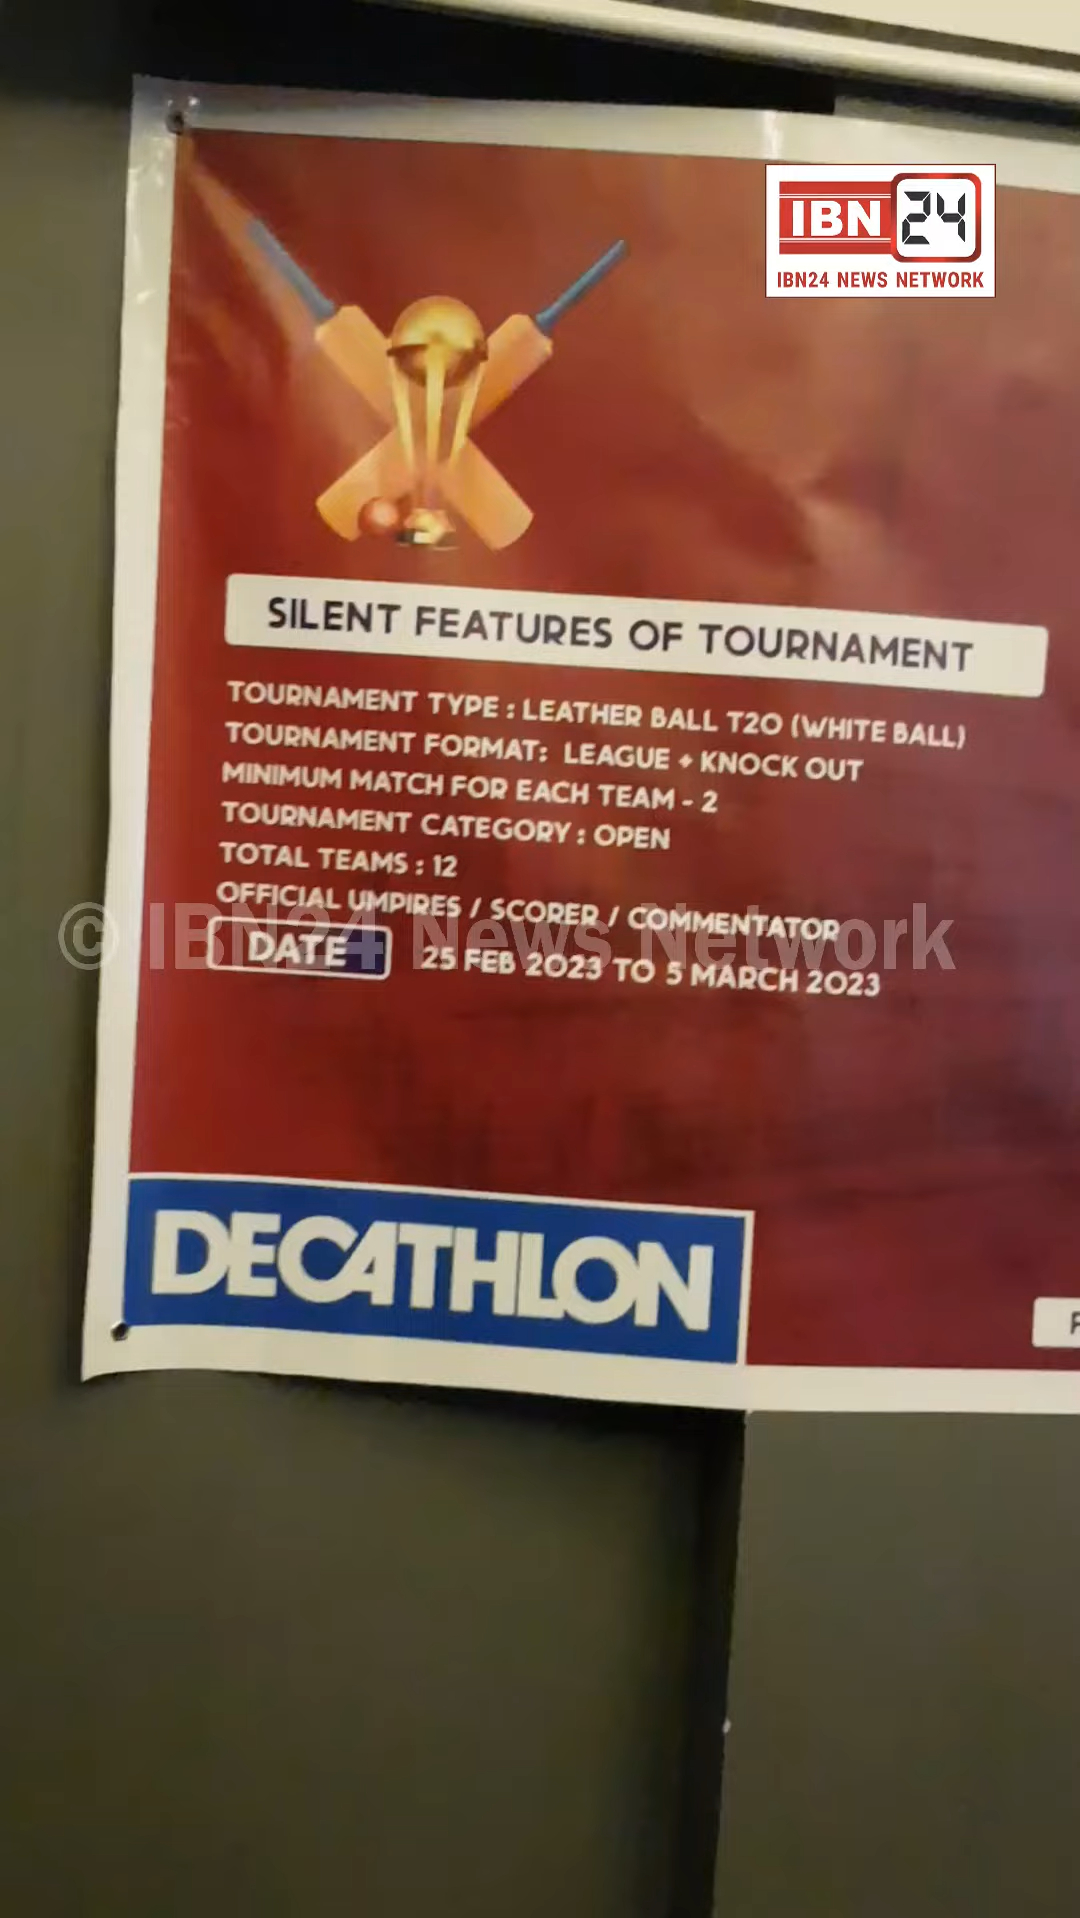 IBN 24
IBN24 NEWS NETWORK
SILENT FEATURES OF TOURNAMENT
TOURNAMENT TYPE : LEATHER BALL T20 (WHITE BALL)
TOURNAMENT FORMAT: LEAGUE + KNOCK OUT
MINIMUM MATCH FOR EACH TEAM - 2
TOURNAMENT CATEGORY : OPEN
TOTAL TEAMS : 12
OFFICIAL UMPIRES / SCORER / COMMENTATOR
© IBN24 News Network
DATE 25 FEB 2023 TO 5 MARCH 2023
DECATHLON